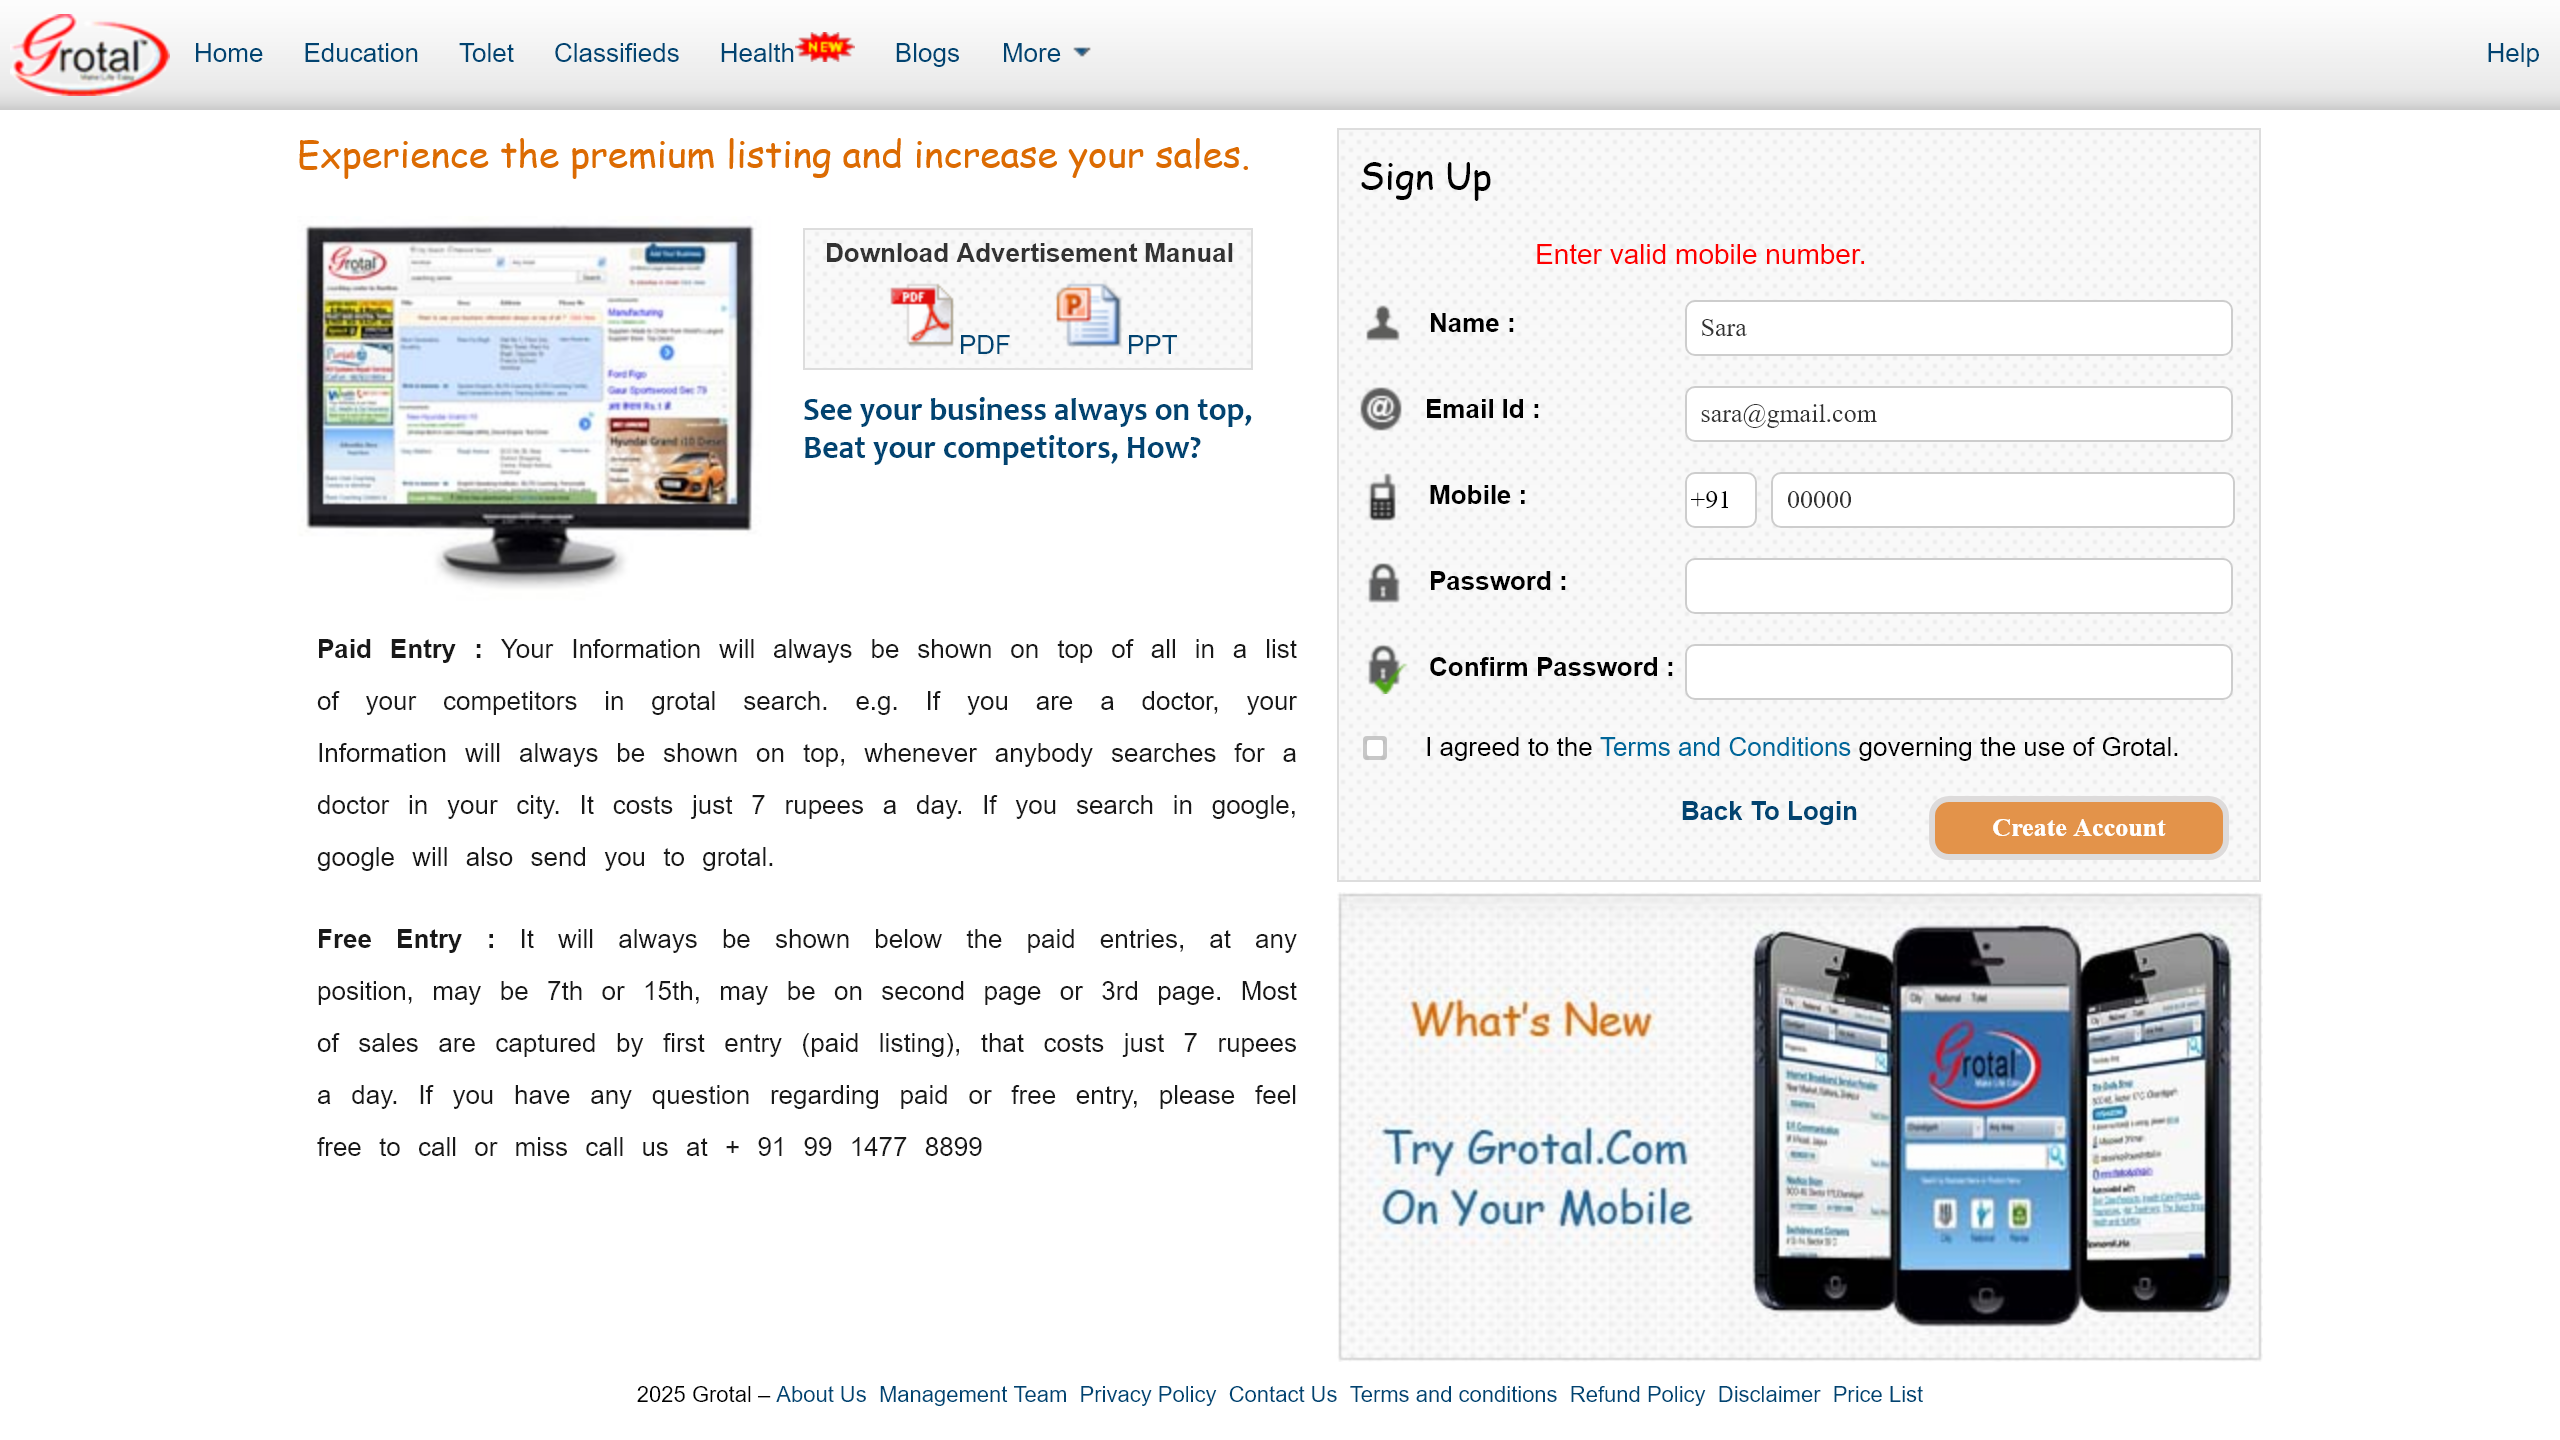 Grotal™
Make Life Easy
Home
Education
Tolet
Classifieds
Health
NEW
Blogs
More
Help
Experience the premium listing and increase your sales.
Download Advertisement Manual
PDF
PPT
See your business always on top,
Beat your competitors, How?
Paid Entry : Your Information will always be shown on top of all in a list
of your competitors in grotal search. e.g. If you are a doctor, your
Information will always be shown on top, whenever anybody searches for a
doctor in your city. It costs just 7 rupees a day. If you search in google,
google will also send you to grotal.
Free Entry : It will always be shown below the paid entries, at any
position, may be 7th or 15th, may be on second page or 3rd page. Most
of sales are captured by first entry (paid listing), that costs just 7 rupees
a day. If you have any question regarding paid or free entry, please feel
free to call or miss call us at + 91 99 1477 8899
Sign Up
Enter valid mobile number.
Name :
Sara
Email Id :
sara@gmail.com
Mobile :
+91
00000
Password :
Confirm Password :
I agreed to the Terms and Conditions governing the use of Grotal.
Back To Login
Create Account
What's New
Try Grotal.Com
On Your Mobile
Grotal
2025 Grotal – About Us Management Team Privacy Policy Contact Us Terms and conditions Refund Policy Disclaimer Price List